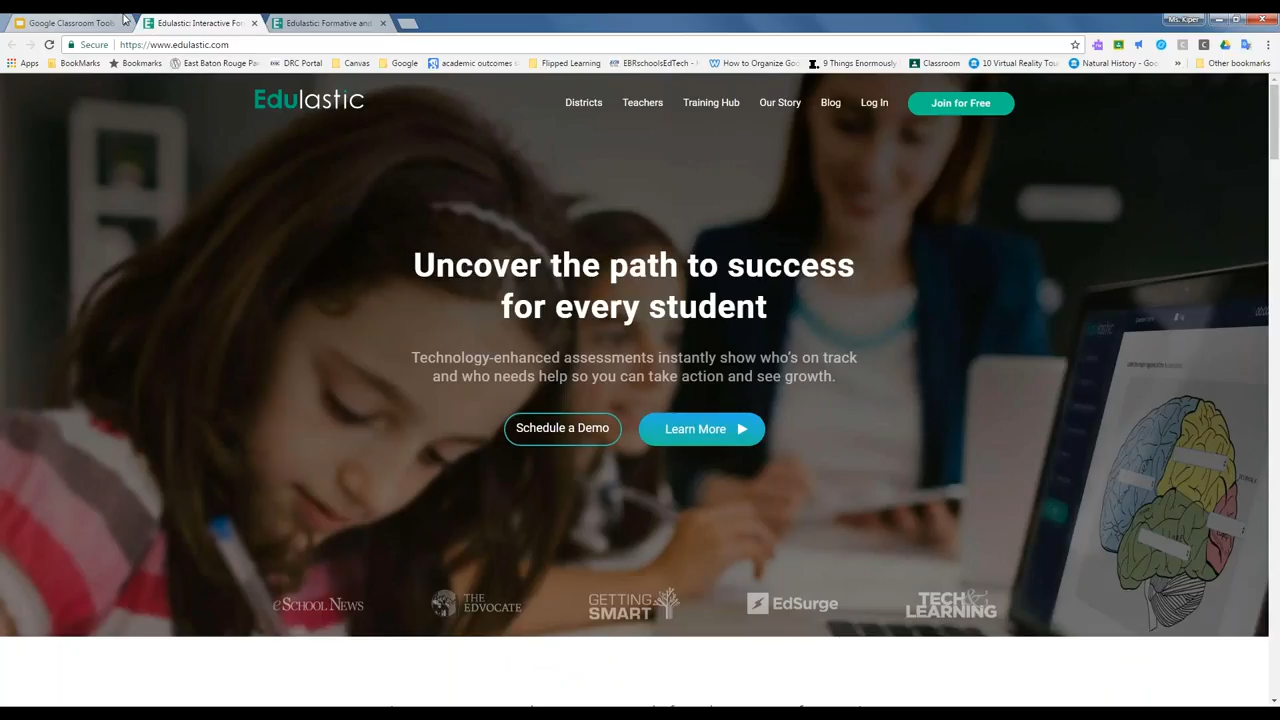 Google Classroom Tools
Edulastic: Interactive Fo
Edulastic: Formative and
Ms. Kiper
Secure
https://www.edulastic.com
Apps
BookMarks
Bookmarks
East Baton Rouge Pa
DRC Portal
Canvas
Google
academic outcomes s
Flipped Learning
EBRschoolsEdTech -
How to Organize Goo
9 Things Enormously
Classroom
10 Virtual Reality Tou
Natural History - Goo
»
Other bookmarks
Edulastic
Districts
Teachers
Training Hub
Our Story
Blog
Log In
Join for Free
Uncover the path to success
for every student
Technology-enhanced assessments instantly show who's on track
and who needs help so you can take action and see growth.
Schedule a Demo
Learn More
eSchool News
THE
EDVOCATE
GETTING
SMART
EdSurge
TECH&
LEARNING